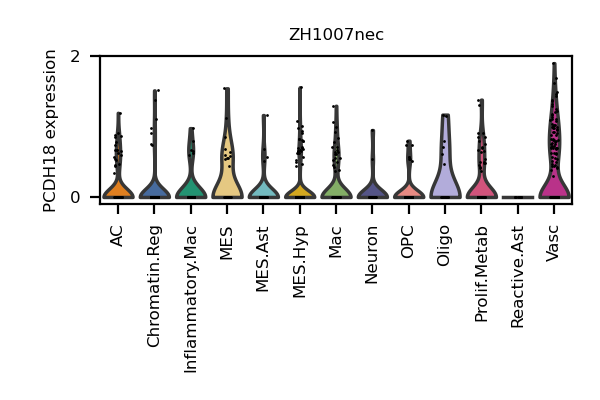 ZH1007nec
PCDH18 expression
2
0
AC
Chromatin.Reg
Inflammatory.Mac
MES
MES.Ast
MES.Hyp
Mac
Neuron
OPC
Oligo
Prolif.Metab
Reactive.Ast
Vasc